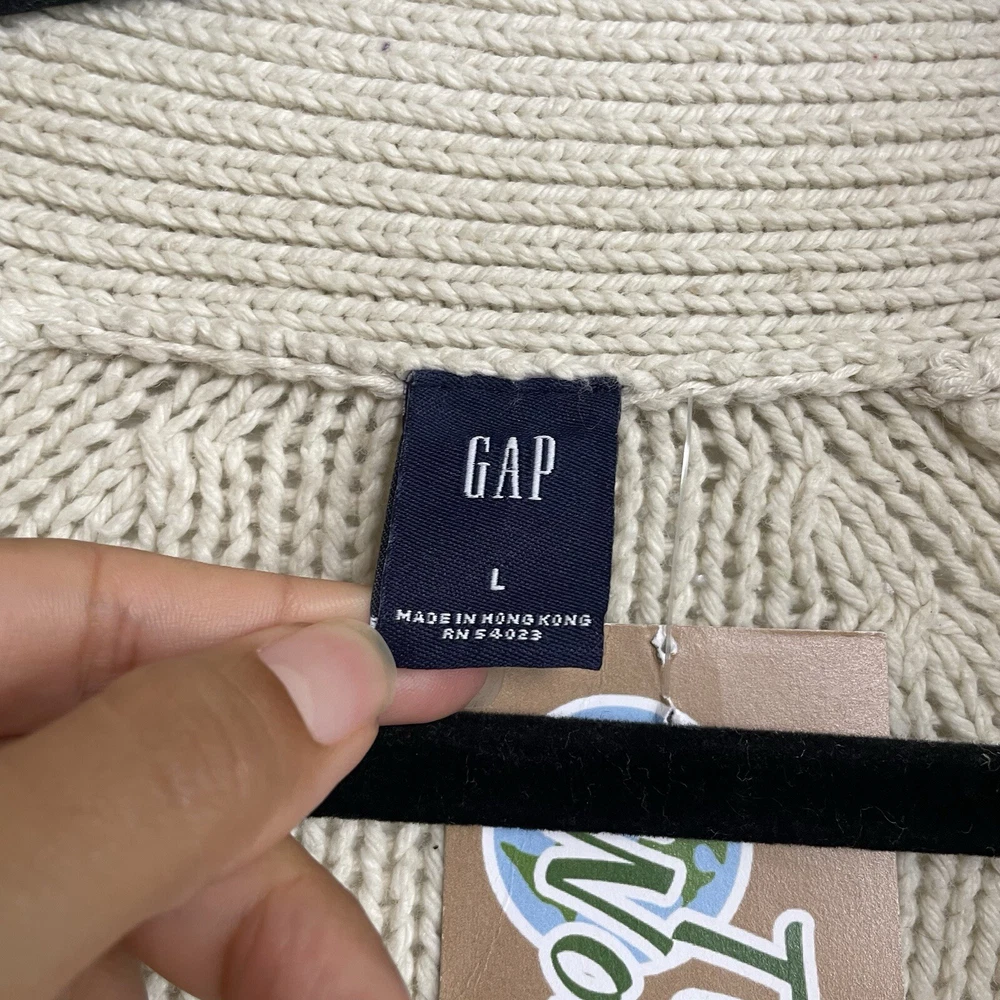 GAP
L
MADE IN HONG KONG
RN 54023